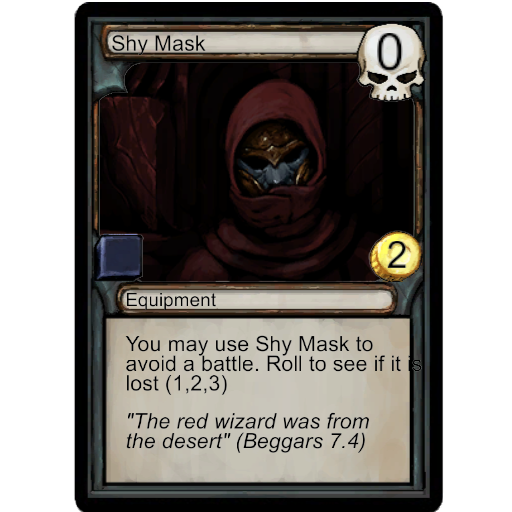 Shy Mask
0
2
Equipment
You may use Shy Mask to
avoid a battle. Roll to see if it is
lost (1,2,3)
"The red wizard was from
the desert" (Beggars 7.4)